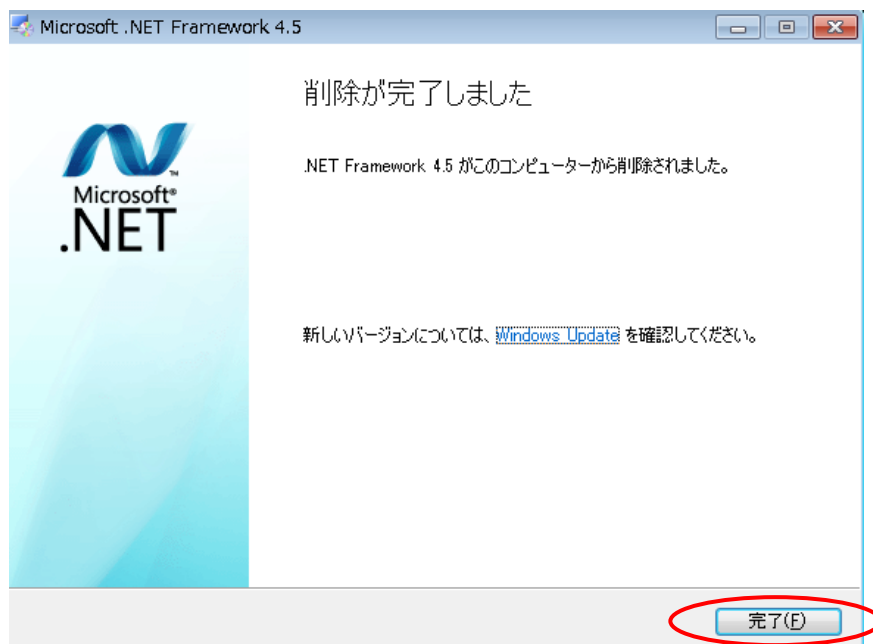 Microsoft .NET Framework 4.5
削除が完了しました
.NET Framework 4.5 がこのコンピューターから削除されました。
Microsoft®
.NET™
新しいバージョンについては、Windows Update を確認してください。
完了(F)